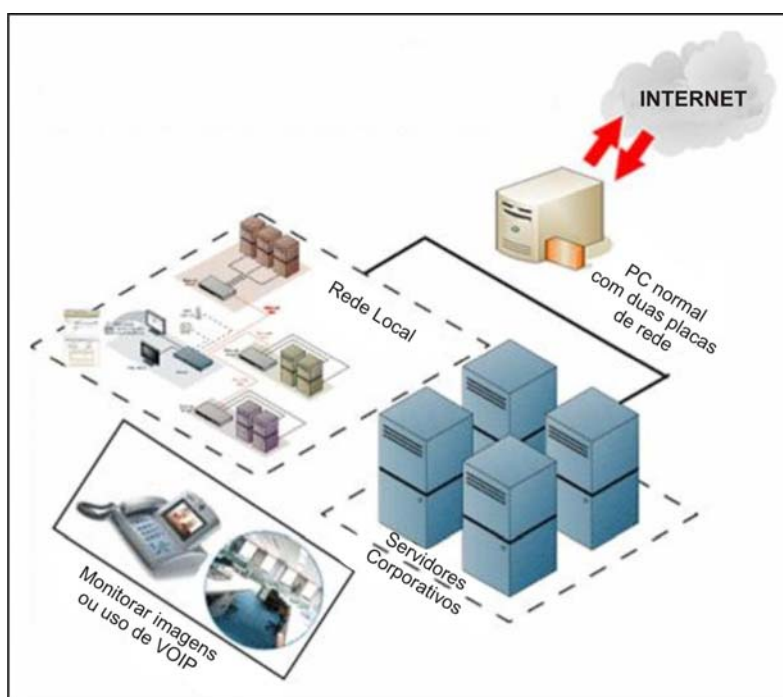 INTERNET
PC normal
com duas placas
de rede
Rede Local
Servidores
Corporativos
Monitorar imagens
ou uso de VOIP